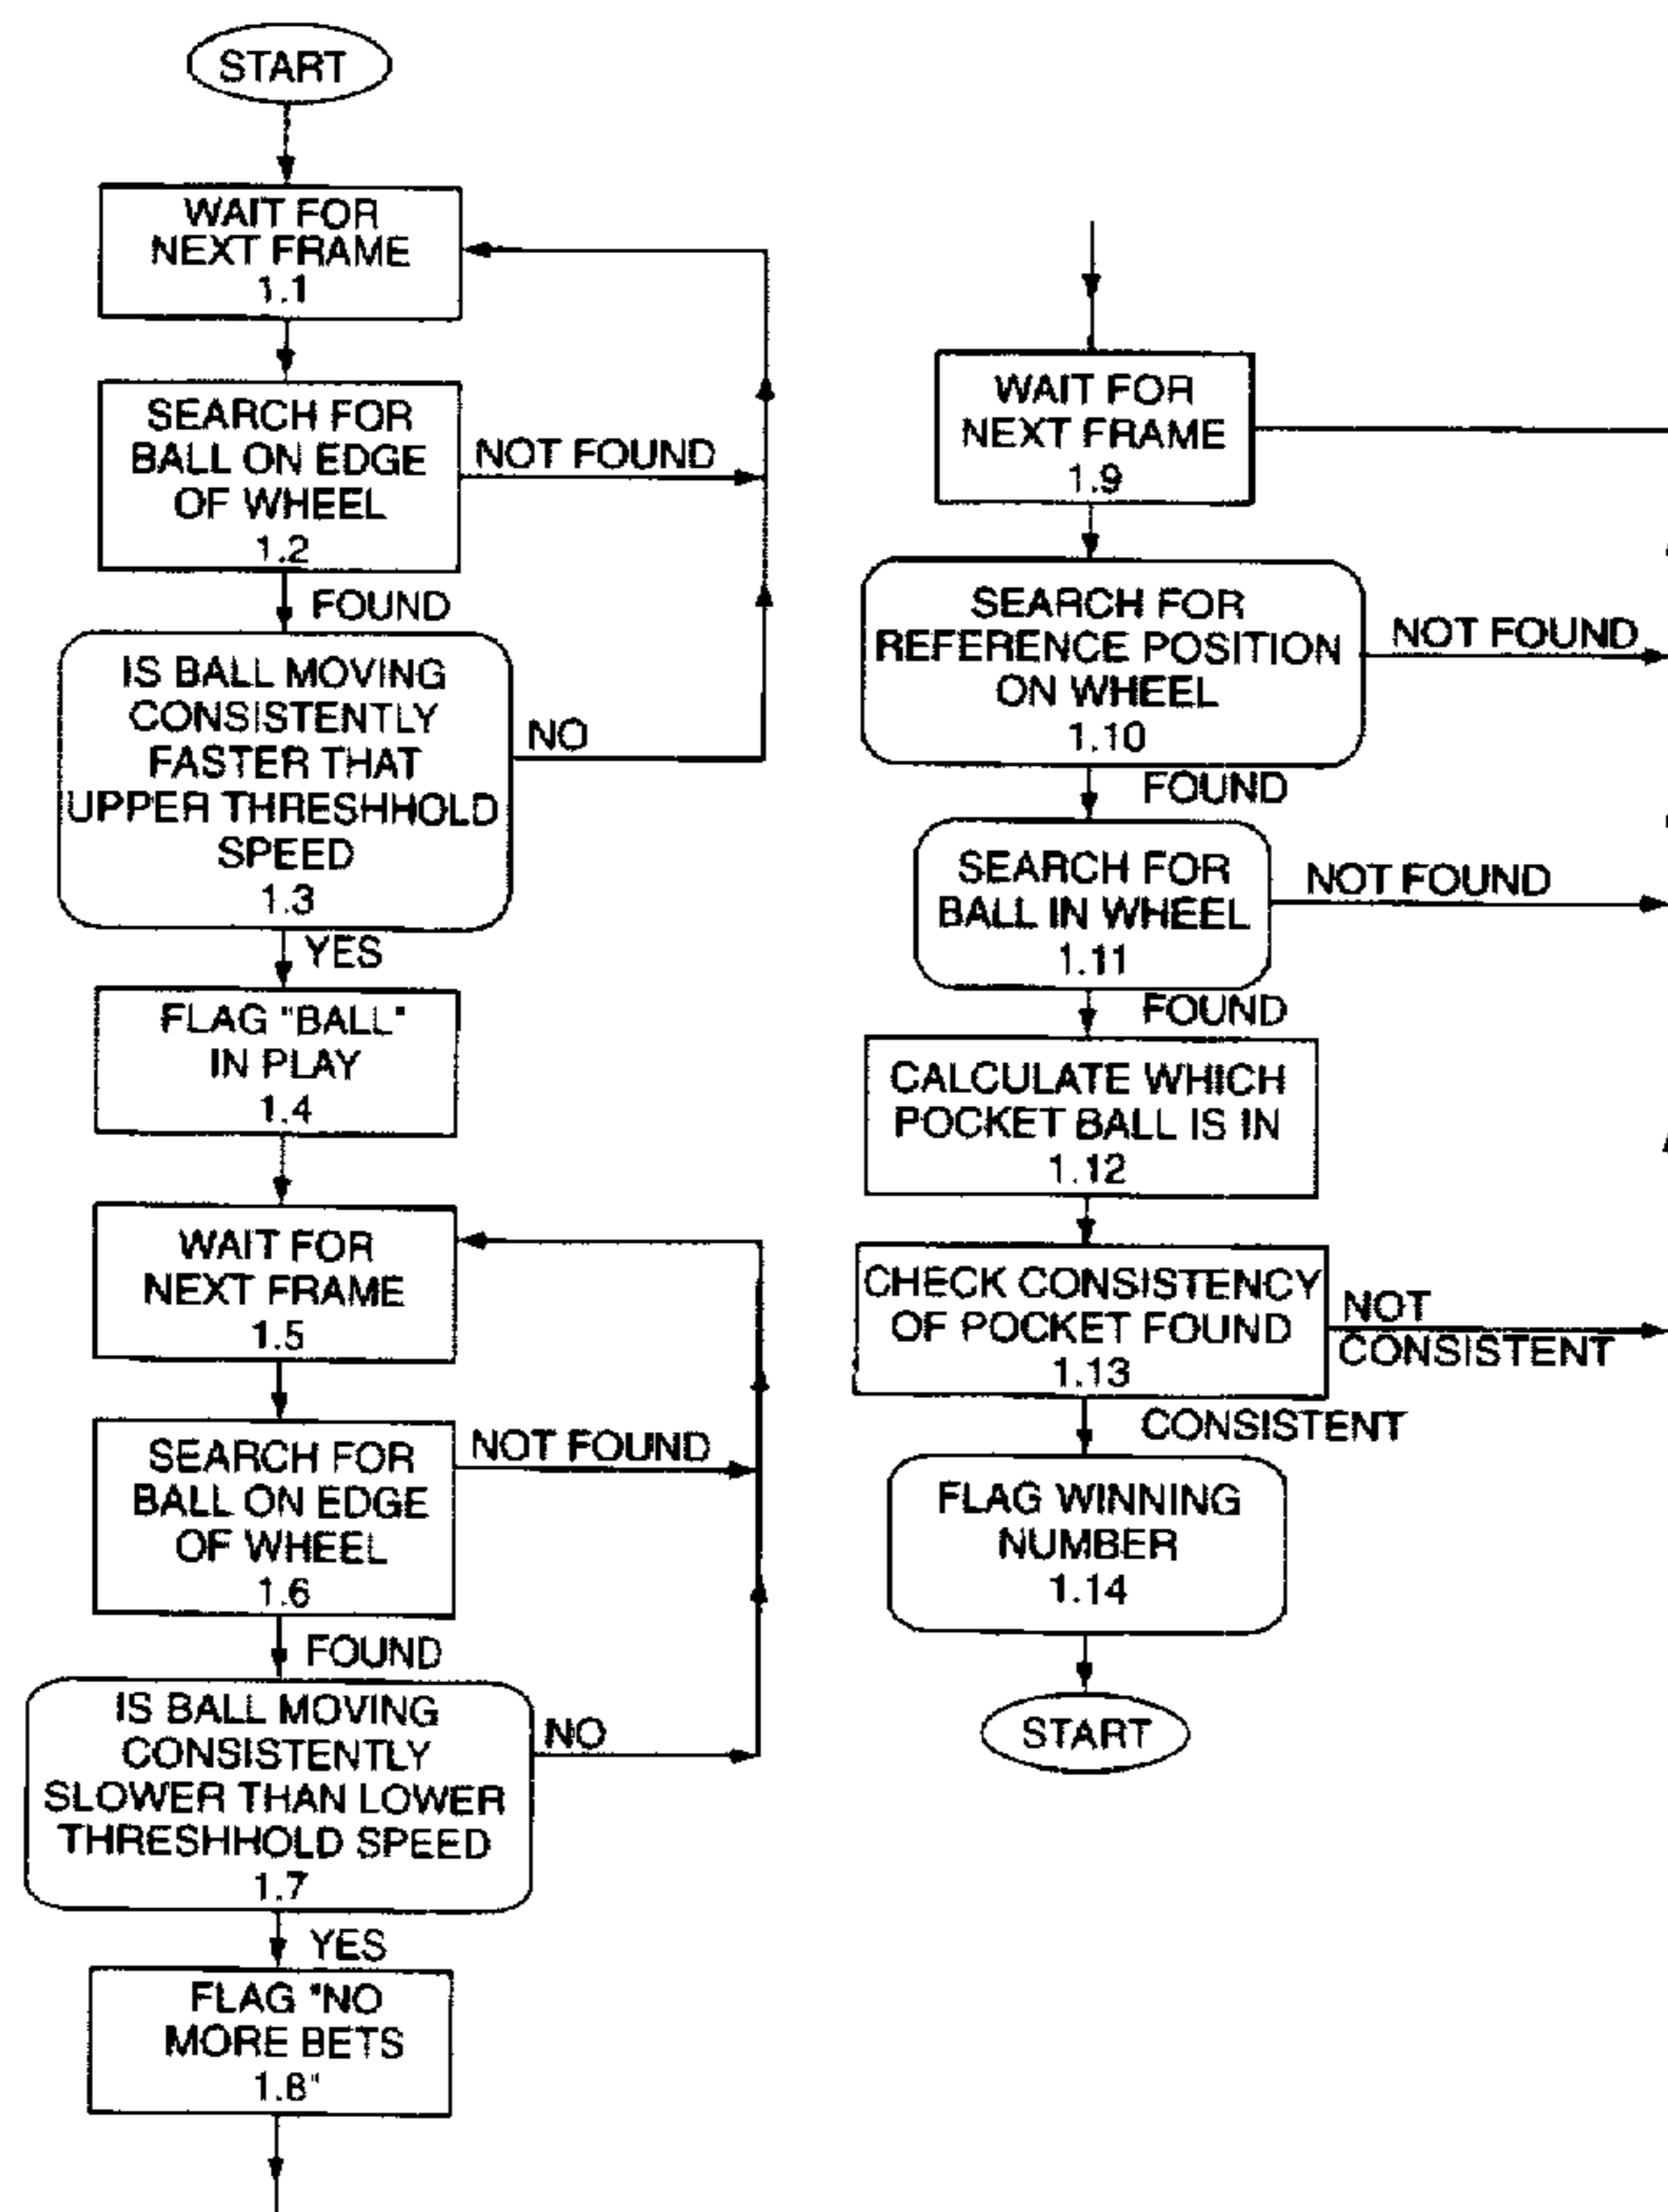 START
WAIT FOR
NEXT FRAME
1.1
SEARCH FOR
BALL ON EDGE
OF WHEEL
1.2
NOT FOUND
FOUND
IS BALL MOVING
CONSISTENTLY
FASTER THAT
UPPER THRESHHOLD
SPEED
1.3
NO
YES
FLAG "BALL"
IN PLAY
1.4
WAIT FOR
NEXT FRAME
1.5
SEARCH FOR
BALL ON EDGE
OF WHEEL
1.6
NOT FOUND
FOUND
IS BALL MOVING
CONSISTENTLY
SLOWER THAN LOWER
THRESHHOLD SPEED
1.7
NO
YES
FLAG "NO
MORE BETS
1.8"
WAIT FOR
NEXT FRAME
1.9
SEARCH FOR
REFERENCE POSITION
ON WHEEL
1.10
NOT FOUND
FOUND
SEARCH FOR
BALL IN WHEEL
1.11
NOT FOUND
FOUND
CALCULATE WHICH
POCKET BALL IS IN
1.12
CHECK CONSISTENCY
OF POCKET FOUND
1.13
NOT
CONSISTENT
CONSISTENT
FLAG WINNING
NUMBER
1.14
START